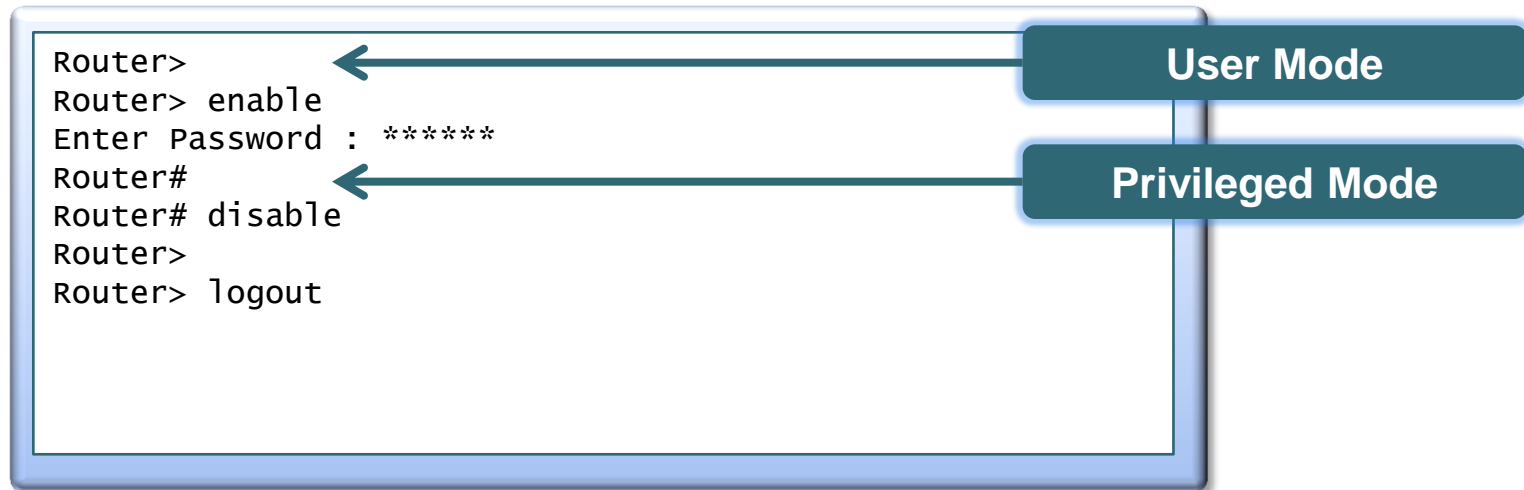 Router>
User Mode
Router> enable
Enter Password : ******
Router#
Privileged Mode
Router# disable
Router>
Router> logout